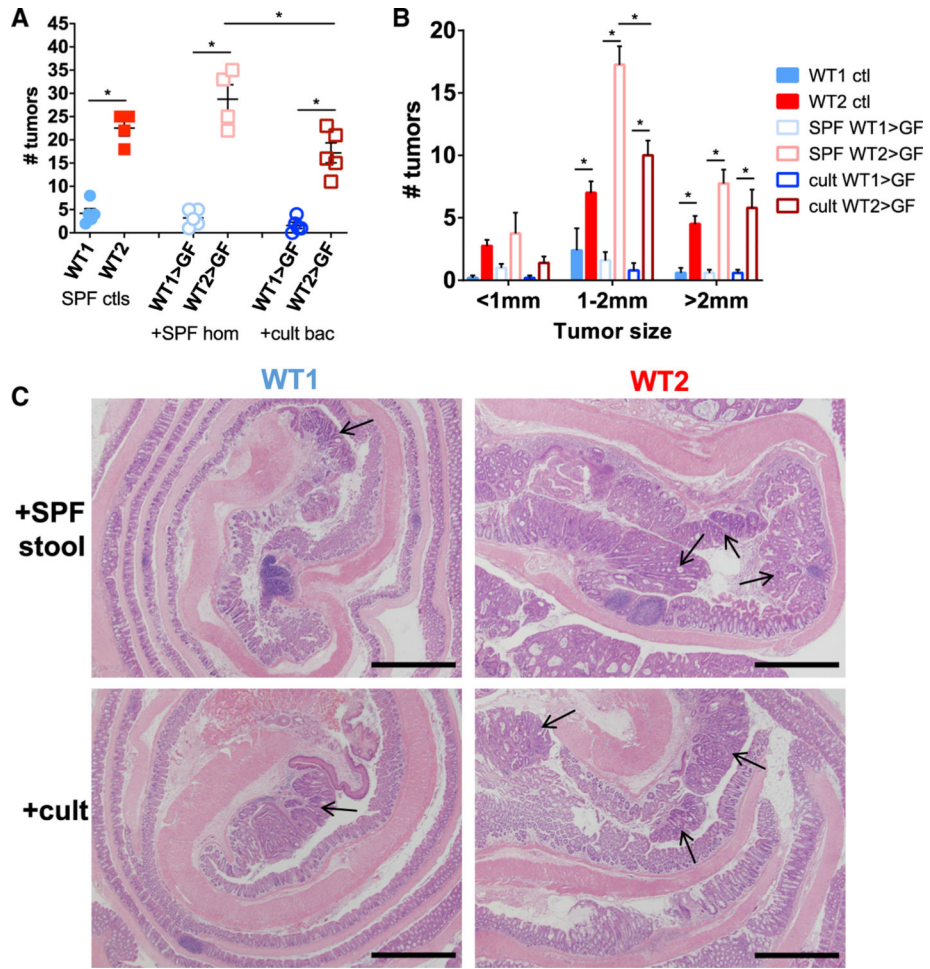 A
45
40
35
30
25
20
15
10
5
0
# tumors
*
*
*
*
WT1
WT2
WT1>GF
WT2>GF
WT1>GF
WT2>GF
SPF ctls
+SPF hom
+cult bac
B
20
15
10
5
0
# tumors
*
*
*
*
*
*
*
<1mm
1-2mm
>2mm
Tumor size
WT1 ctl
WT2 ctl
SPF WT1>GF
SPF WT2>GF
cult WT1>GF
cult WT2>GF
C
WT1
WT2
+SPF
stool
+cult